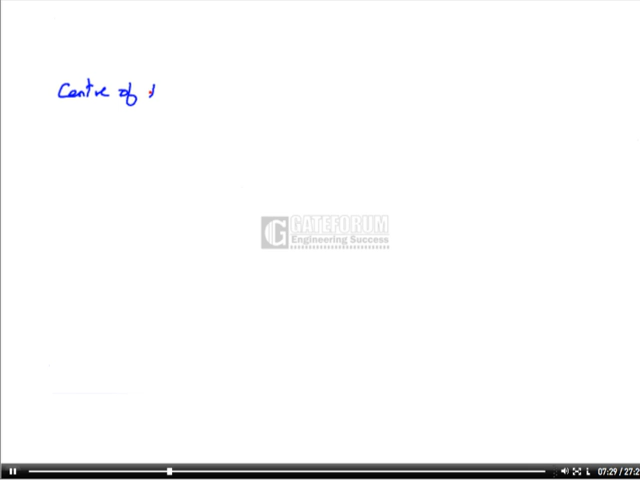 Centre of
GATEFORUM
Engineering Success
07:29 / 27:2